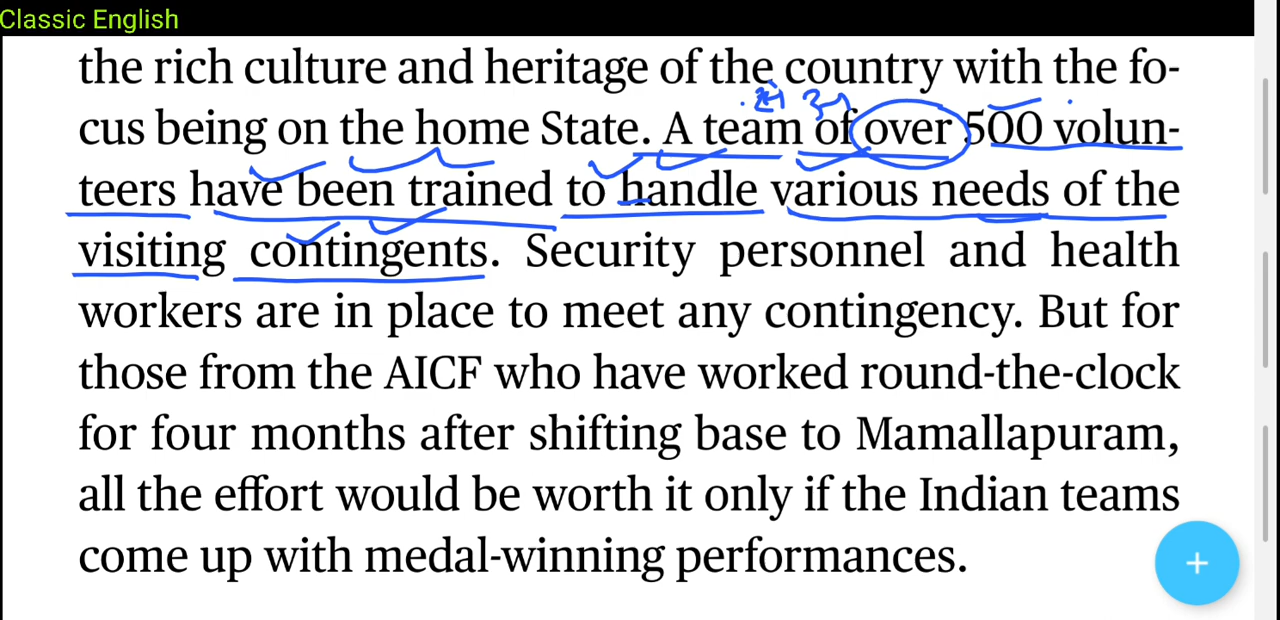 Classic English
the rich culture and heritage of the country with the fo-
cus being on the home State. A team of over 500 volun-
teers have been trained to handle various needs of the
visiting contingents. Security personnel and health
workers are in place to meet any contingency. But for
those from the AICF who have worked round-the-clock
for four months after shifting base to Mamallapuram,
all the effort would be worth it only if the Indian teams
come up with medal-winning performances.
+